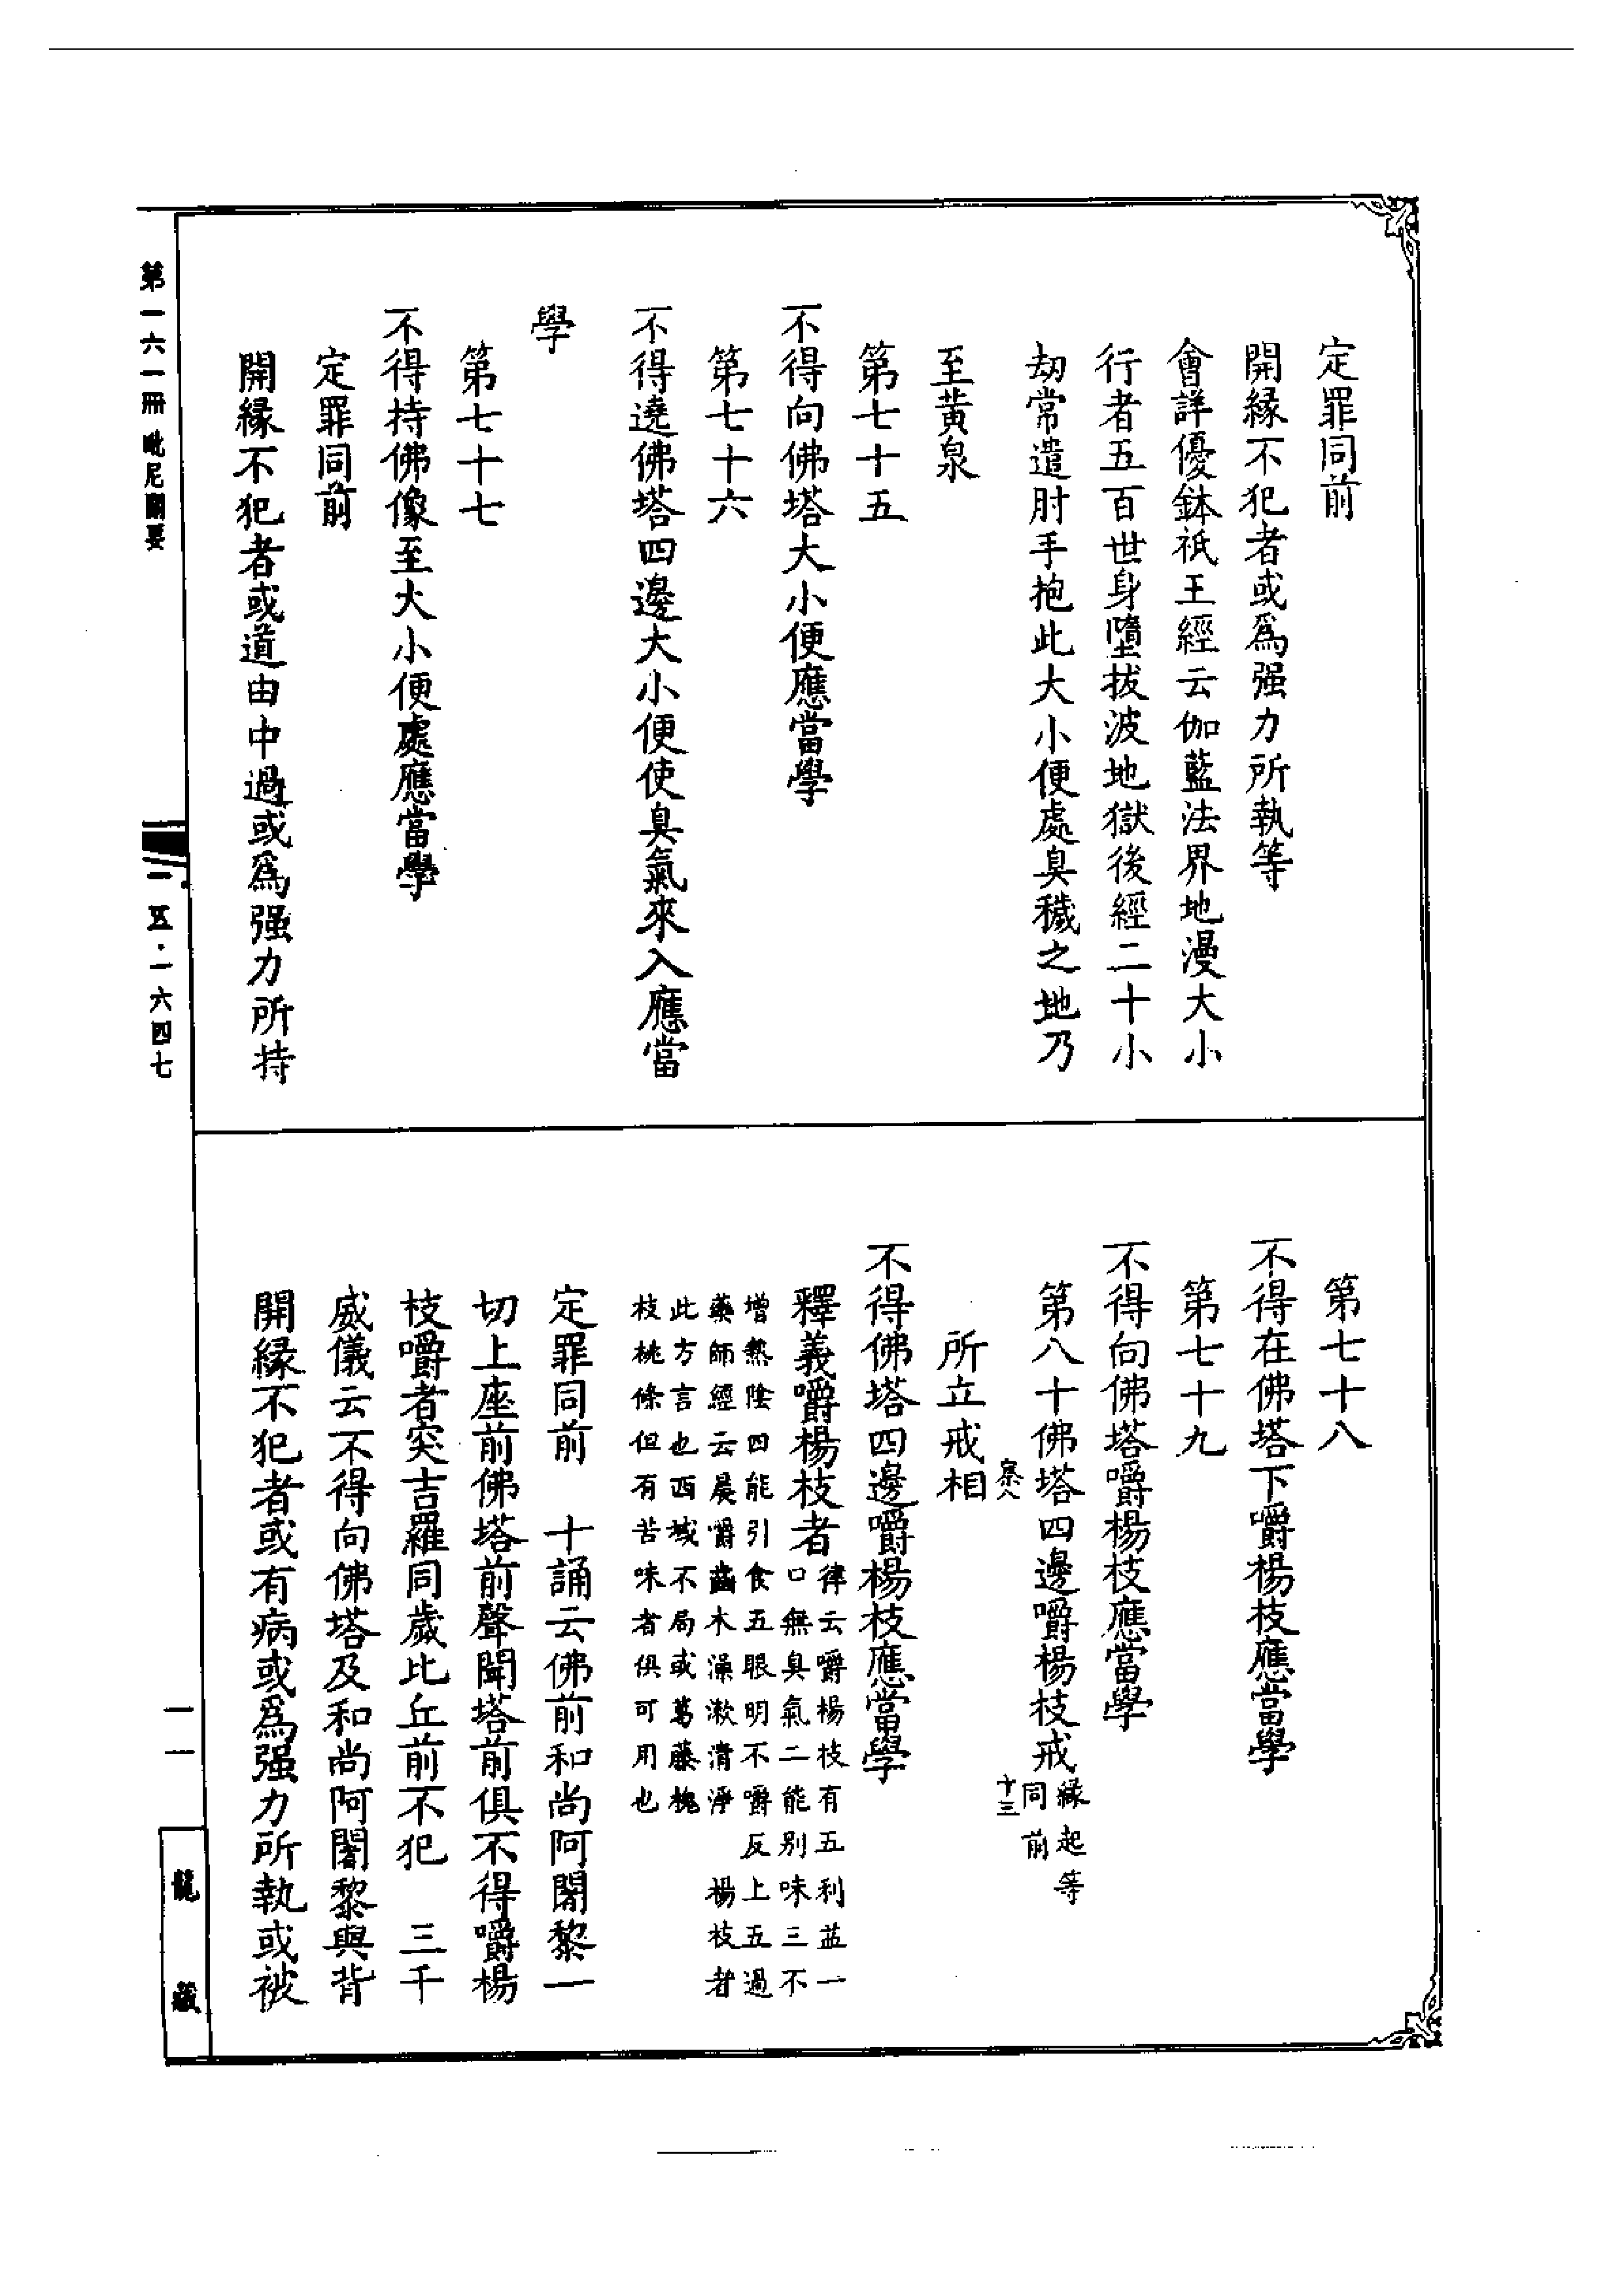 定罪同前
開緣不犯者或爲强力所執等
會詳優鉢祇王經云伽藍法界地漫大小
行者五百世身墮拔波地獄後經二十小
劫常遣肘手抱此大小便處臭穢之地乃
至黃泉
第七十五
不得向佛塔大小便應當學
第七十六
不得遶佛塔四邊大小便使臭氣來入應當
學
第七十七
不得持佛像至大小便處應當學
定罪同前
開緣不犯者或道由中過或爲强力所持
第七十八
不得在佛塔下嚼楊枝應當學
第七十九
不得向佛塔嚼楊枝應當學
第八十佛塔四邊嚼楊枝戒緣起等
同前
十三
所立戒相
不得佛塔四邊嚼楊枝應當學
釋義嚼楊枝者律云嚼楊枝有五利益一
口無臭氣二能別味三不
增熱陰四能引食五眼明不嚼反上五過
藥師經云晨嚼齒木澡漱清淨　楊枝者
此方言也西域不局或葛藤槐
枝桃條但有苦味者俱可用也
定罪同前　十誦云佛前和尚阿闍黎一
切上座前佛塔前聲聞塔前俱不得嚼楊
枝嚼者突吉羅同歲比丘前不犯　三千
威儀云不得向佛塔及和尚阿闍黎與背
開緣不犯者或有病或爲强力所執或被
第一六一冊 毗尼關要
一五·一六四七
一一
龍藏